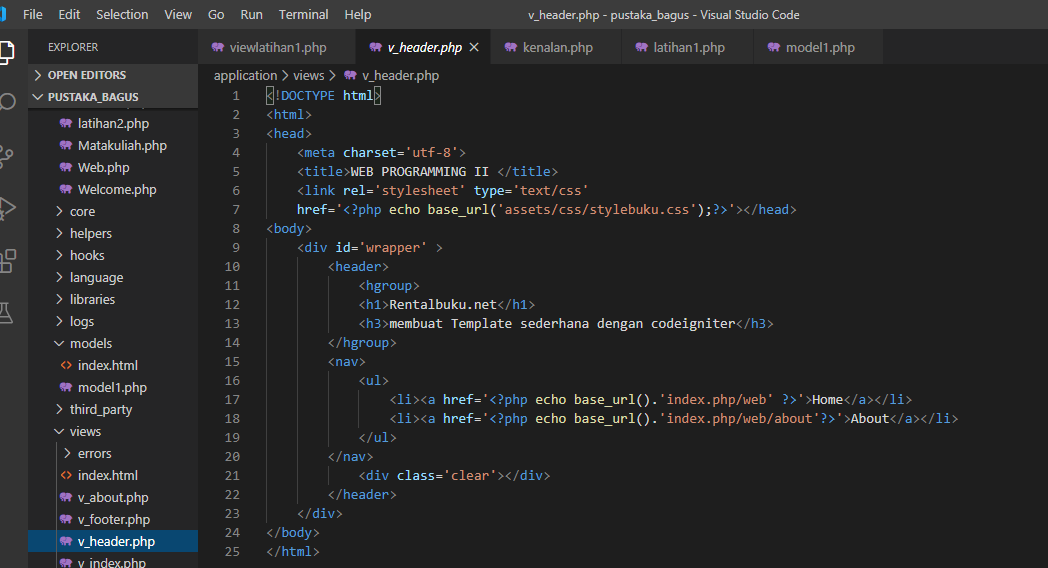 File Edit Selection View Go Run Terminal Help v_header.php - pustaka_bagus - Visual Studio Code
EXPLORER
OPEN EDITORS
PUSTAKA_BAGUS
latihan2.php
Matakuliah.php
Web.php
Welcome.php
core
helpers
hooks
language
libraries
logs
models
index.html
model1.php
third_party
views
errors
index.html
v_about.php
v_footer.php
v_header.php
v_index.php
viewlatihan1.php v_header.php kenalan.php latihan1.php model1.php
application > views > v_header.php
1 <!DOCTYPE html>
2 <html>
3 <head>
4 <meta charset='utf-8'>
5 <title>WEB PROGRAMMING II </title>
6 <link rel='stylesheet' type='text/css'
7 href='<?php echo base_url('assets/css/stylebuku.css');?>'></head>
8 <body>
9 <div id='wrapper' >
10 <header>
11 <hgroup>
12 <h1>Rentalbuku.net</h1>
13 <h3>membuat Template sederhana dengan codeigniter</h3>
14 </hgroup>
15 <nav>
16 <ul>
17 <li><a href='<?php echo base_url().'index.php/web' ?>'>Home</a></li>
18 <li><a href='<?php echo base_url().'index.php/web/about'?>'>About</a></li>
19 </ul>
20 </nav>
21 <div class='clear'></div>
22 </header>
23 </div>
24 </body>
25 </html>